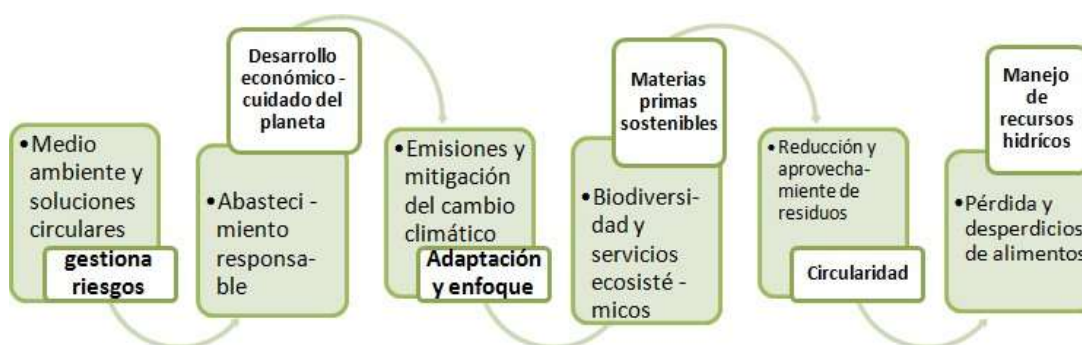 •Medio
ambiente y
soluciones
circulares
gestiona
riesgos
Desarrollo
económico -
cuidado del
planeta
•Abasteci -
miento
responsa-
ble
•Emisiones y
mitigación
del cambio
climático
Adaptación
y enfoque
Materias
primas
sostenibles
•Biodiversi-
dad y
servicios
ecosisté -
micos
•Reducción y
aprovecha-
miente de
residuos
Circularidad
Manejo
de
recursos
hidrícos
•Pérdida y
desperdicios
de alimentos